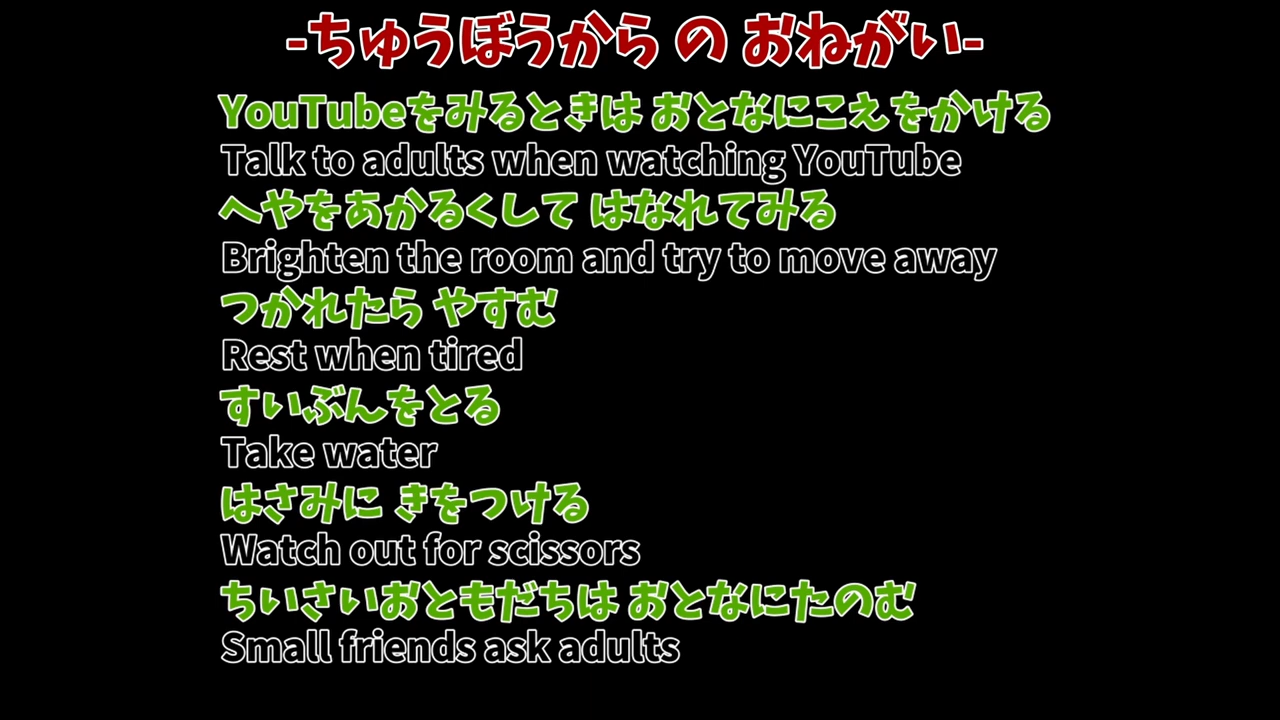 -ちゅうぼうから の おねがい-
YouTubeをみるときは おとなにこえをかける
Talk to adults when watching YouTube
へやをあかるくして はなれてみる
Brighten the room and try to move away
つかれたら やすむ
Rest when tired
すいぶんをとる
Take water
はさみに きをつける
Watch out for scissors
ちいさいおともだちは おとなにたのむ
Small friends ask adults